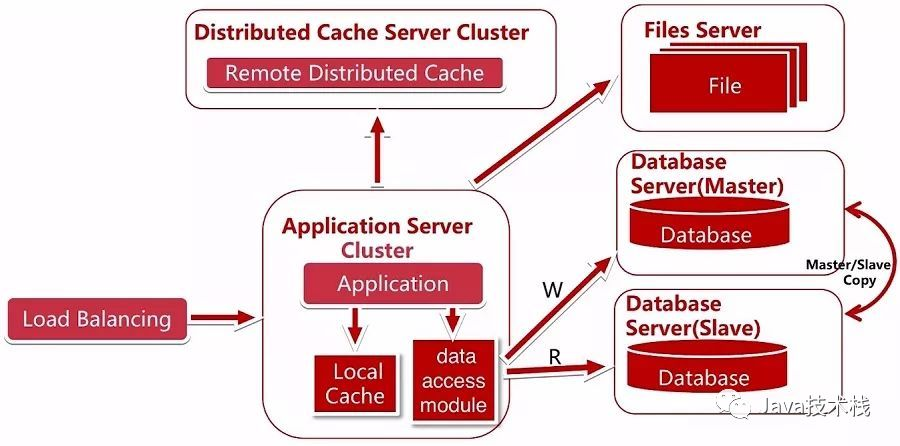 Distributed Cache Server Cluster
Remote Distributed Cache
Files Server
File
Database
Server(Master)
Database
Application Server
Cluster
Application
Master/Slave
Copy
W
Load Balancing
Database
Server(Slave)
R
data
access
module
Local
Cache
Database
Java技术栈